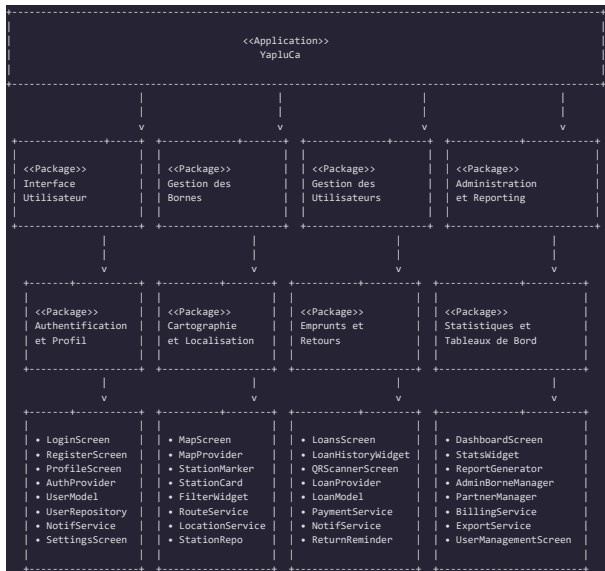 <<Application>>
YapluCa
<<Package>>
Interface
Utilisateur
<<Package>>
Gestion des
Bornes
<<Package>>
Gestion des
Utilisateurs
<<Package>>
Administration
et Reporting
<<Package>>
Authentification
et Profil
<<Package>>
Cartographie
et Localisation
<<Package>>
Emprunts et
Retours
<<Package>>
Statistiques et
Tableaux de Bord
• LoginScreen
• RegisterScreen
• ProfileScreen
• AuthProvider
• UserModel
• UserRepository
• NotifService
• SettingsScreen
• MapScreen
• MapProvider
• StationMarker
• StationCard
• FilterWidget
• RouteService
• LocationService
• StationRepo
• LoansScreen
• LoanHistoryWidget
• QRScannerScreen
• LoanProvider
• LoanModel
• PaymentService
• NotifService
• ReturnReminder
• DashboardScreen
• StatsWidget
• ReportGenerator
• AdminBorneManager
• PartnerManager
• BillingService
• ExportService
• UserManagementScreen